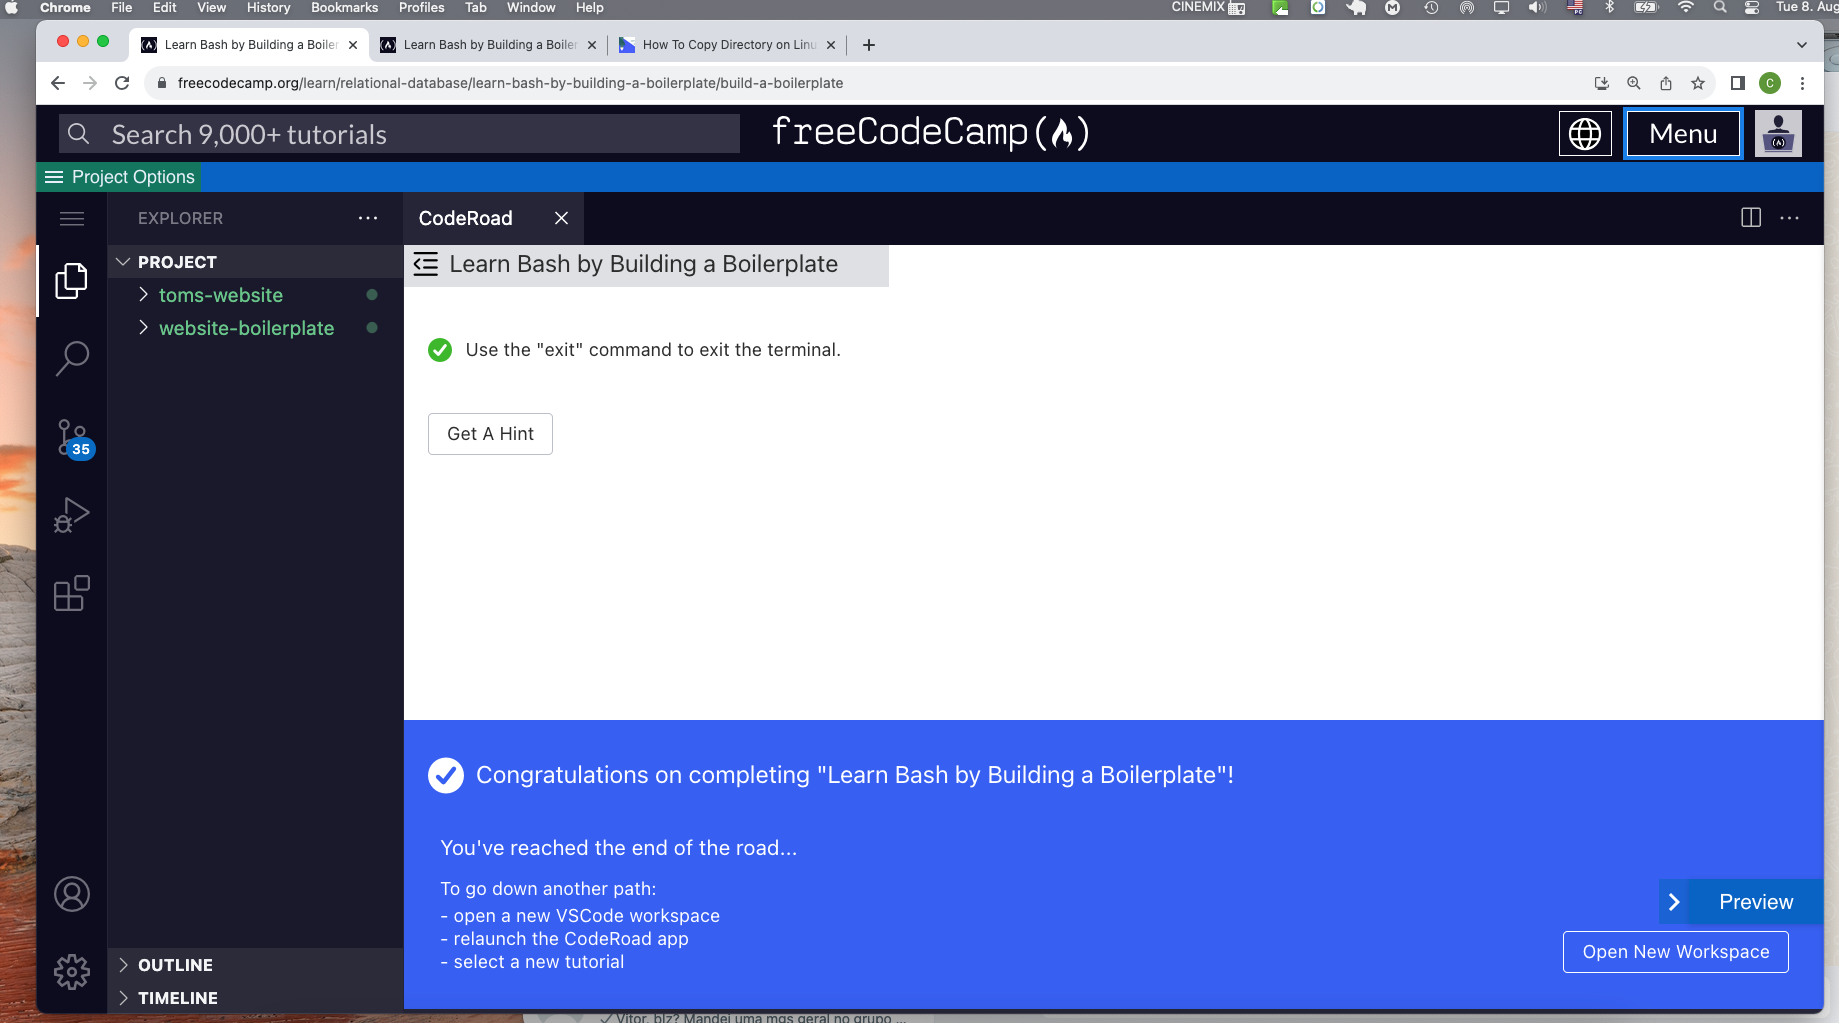 Chrome File Edit View History Bookmarks Profiles Tab Window Help CINEMIX Tue 8. Aug
Learn Bash by Building a Boiler Learn Bash by Building a Boiler How To Copy Directory on Linu
freecodecamp.org/learn/relational-database/learn-bash-by-building-a-boilerplate/build-a-boilerplate C
Search 9,000+ tutorials freeCodeCamp Menu
Project Options
EXPLORER CodeRoad
PROJECT Learn Bash by Building a Boilerplate
toms-website
website-boilerplate
Use the "exit" command to exit the terminal.
Get A Hint
35
Congratulations on completing "Learn Bash by Building a Boilerplate"!
You've reached the end of the road...
To go down another path:
- open a new VSCode workspace
- relaunch the CodeRoad app
- select a new tutorial
Preview
Open New Workspace
OUTLINE
TIMELINE
Vitor, blz? Mandei uma mgs geral no grupo ...